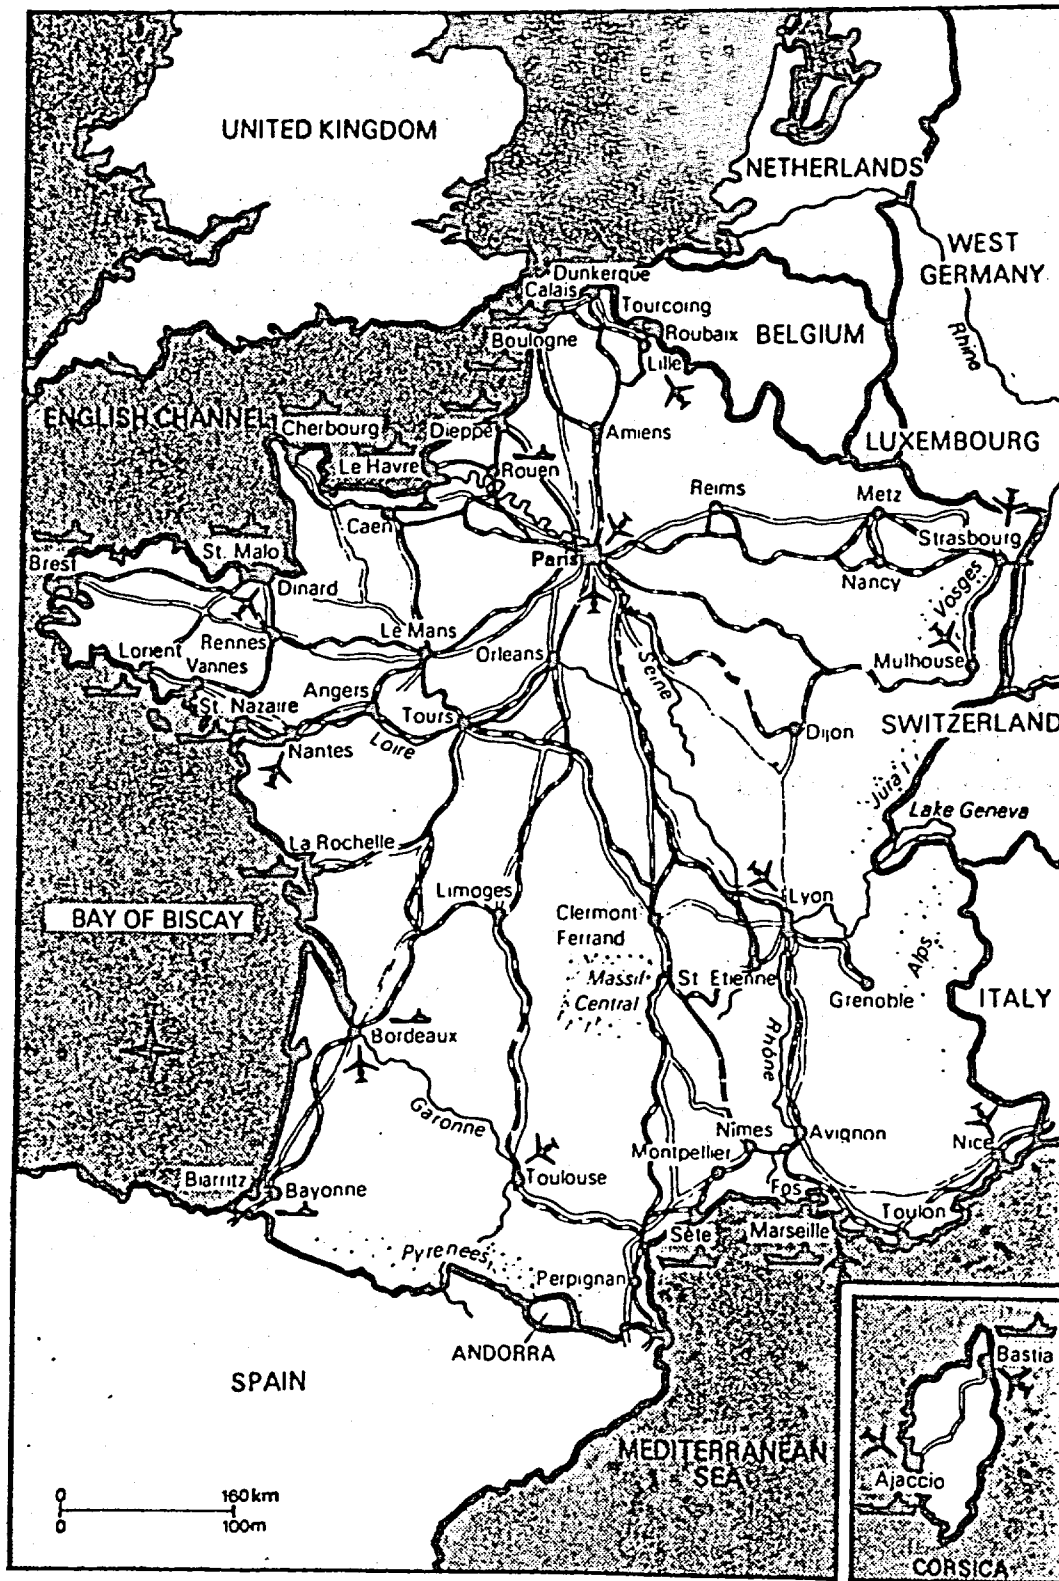 UNITED KINGDOM
NETHERLANDS
WEST
GERMANY
Rhine
Dunkerque
Calais
Tourcoing
Roubaix
BELGIUM
Boulogne
Lille
ENGLISH CHANNEL
Cherbourg
Dieppe
Amiens
LUXEMBOURG
Le Havre
Rouen
Reims
Metz
Caen
Strasbourg
St. Malo
Paris
Nancy
Brest
Dinard
Vosges
Le Mans
Rennes
Orleans
Lorient
Vannes
Seine
Mulhouse
Angers
St. Nazaire
Tours
Dijon
SWITZERLAND
Nantes
Loire
Jura
Lake Geneva
La Rochelle
Limoges
Lyon
BAY OF BISCAY
Clermont
Ferrand
Alps
Massif
Central
St Etienne
Grenoble
ITALY
Bordeaux
Rhône
Garonne
Nîmes
Avignon
Nice
Montpellier
Biarritz
Bayonne
Toulouse
Fos
Toulon
Sète
Marseille
Pyrenees
Perpignan
ANDORRA
Bastia
SPAIN
MEDITERRANEAN
SEA
Ajaccio
0 160 km
0 100m
CORSICA